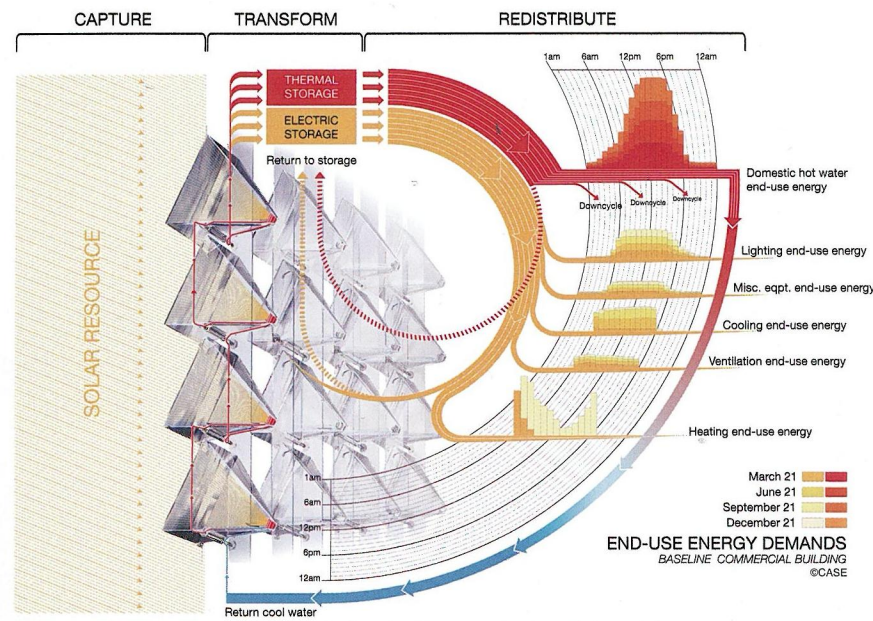 CAPTURE
TRANSFORM
REDISTRIBUTE
1am 6am 12pm 6pm 12am
THERMAL
STORAGE
ELECTRIC
STORAGE
Return to storage
SOLAR RESOURCE
Domestic hot water
end-use energy
Downcycle Downcycle Downcycle
Lighting end-use energy
Misc. eqpt. end-use energy
Cooling end-use energy
Ventilation end-use energy
Heating end-use energy
1am
6am
12pm
6pm
12am
March 21
June 21
September 21
December 21
END-USE ENERGY DEMANDS
BASELINE COMMERCIAL BUILDING
©CASE
Return cool water